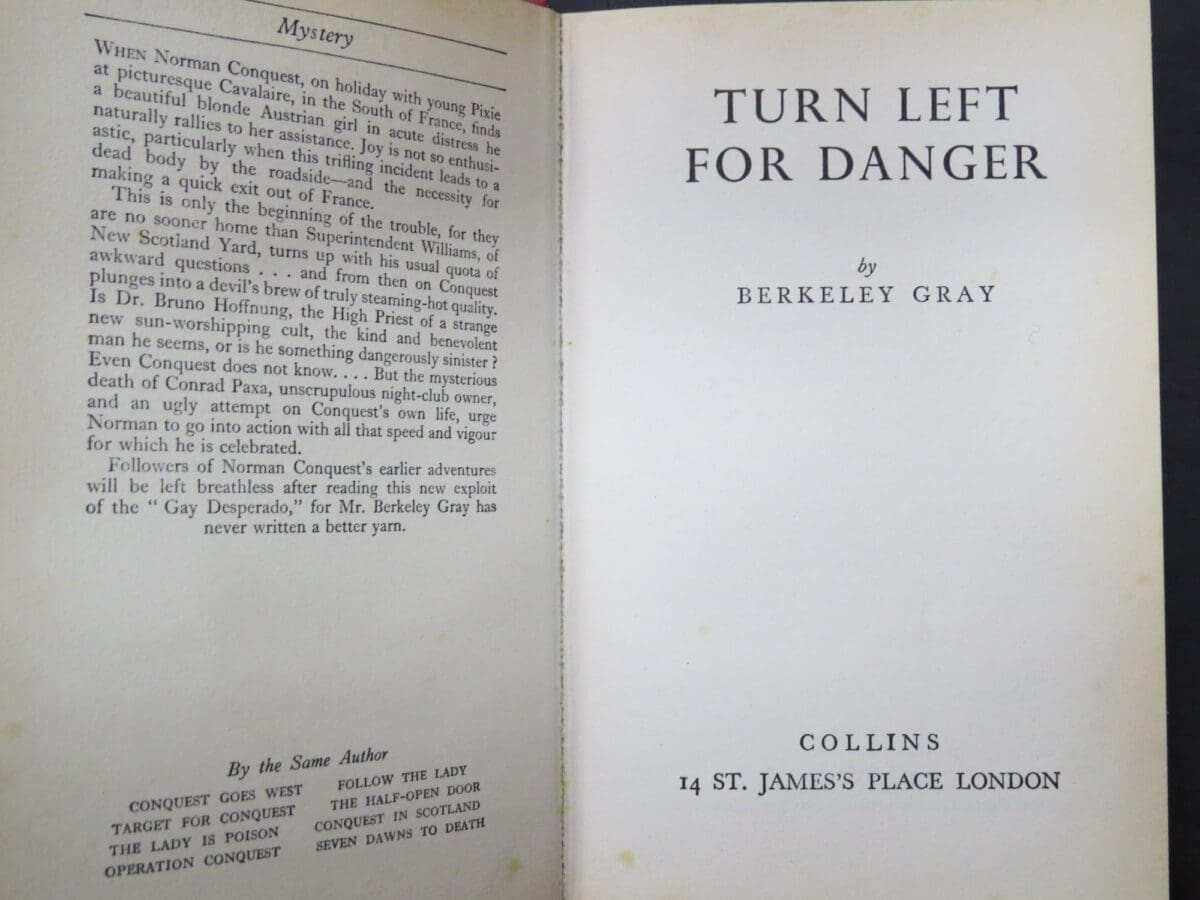 Mystery
WHEN Norman Conquest, on holiday with young Pixie
at picturesque Cavalaire, in the South of France, finds
a beautiful blonde Austrian girl in acute distress he
naturally rallies to her assistance. Joy is not so enthusi-
astic, particularly when this trifling incident leads to a
dead body by the roadside—and the necessity for
making a quick exit out of France.
This is only the beginning of the trouble, for they
are no sooner home than Superintendent Williams, of
New Scotland Yard, turns up with his usual quota of
awkward questions . . . and from then on Conquest
plunges into a devil's brew of truly steaming-hot quality.
Is Dr. Bruno Hoffnung, the High Priest of a strange
new sun-worshipping cult, the kind and benevolent
man he seems, or is he something dangerously sinister?
Even Conquest does not know. . . . But the mysterious
death of Conrad Paxa, unscrupulous night-club owner,
and an ugly attempt on Conquest's own life, urge
Norman to go into action with all that speed and vigour
for which he is celebrated.
Followers of Norman Conquest's earlier adventures
will be left breathless after reading this new exploit
of the " Gay Desperado," for Mr. Berkeley Gray has
never written a better yarn.
By the Same Author
CONQUEST GOES WEST
TARGET FOR CONQUEST
THE LADY IS POISON
OPERATION CONQUEST
FOLLOW THE LADY
THE HALF-OPEN DOOR
CONQUEST IN SCOTLAND
SEVEN DAWNS TO DEATH
TURN LEFT
FOR DANGER
by
BERKELEY GRAY
COLLINS
14 ST. JAMES'S PLACE LONDON